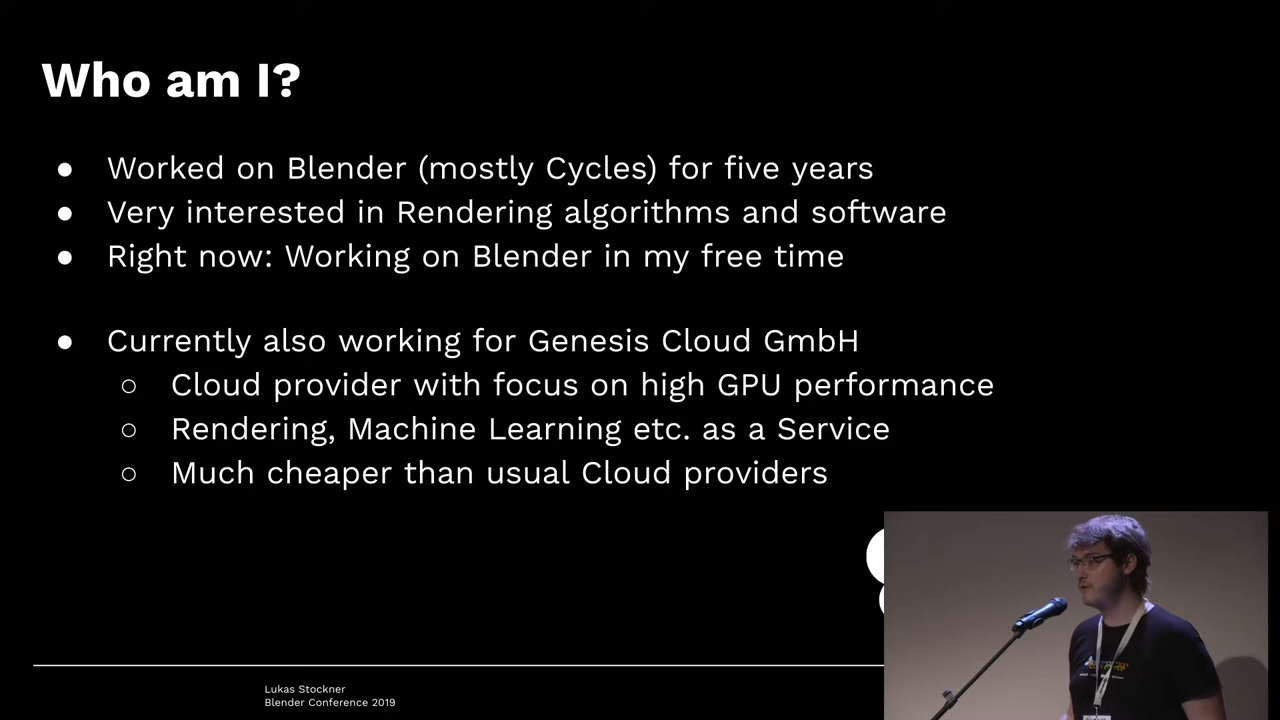 Who am I?
● Worked on Blender (mostly Cycles) for five years
● Very interested in Rendering algorithms and software
● Right now: Working on Blender in my free time
● Currently also working for Genesis Cloud GmbH
○ Cloud provider with focus on high GPU performance
○ Rendering, Machine Learning etc. as a Service
○ Much cheaper than usual Cloud providers
Lukas Stockner
Blender Conference 2019